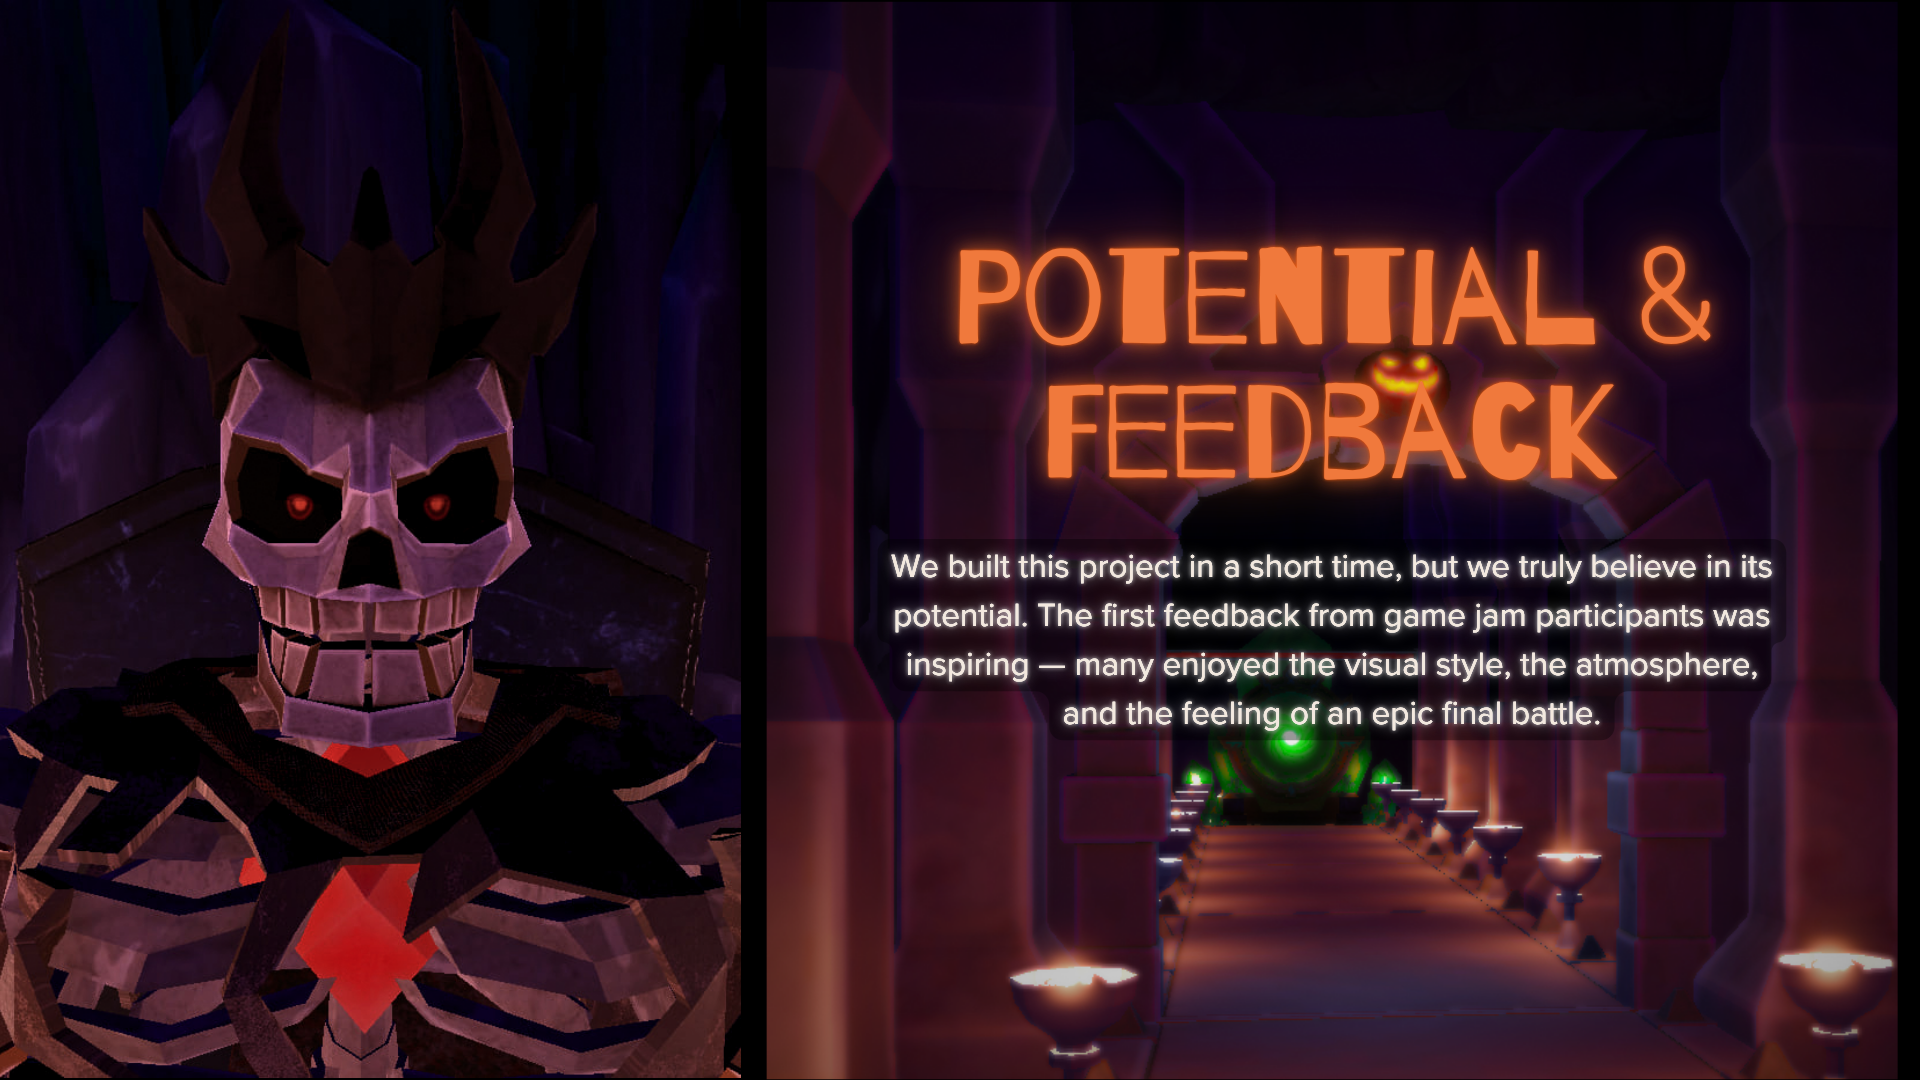 POTENTIAL &
FEEDBACK
We built this project in a short time, but we truly believe in its
potential. The first feedback from game jam participants was
inspiring — many enjoyed the visual style, the atmosphere,
and the feeling of an epic final battle.